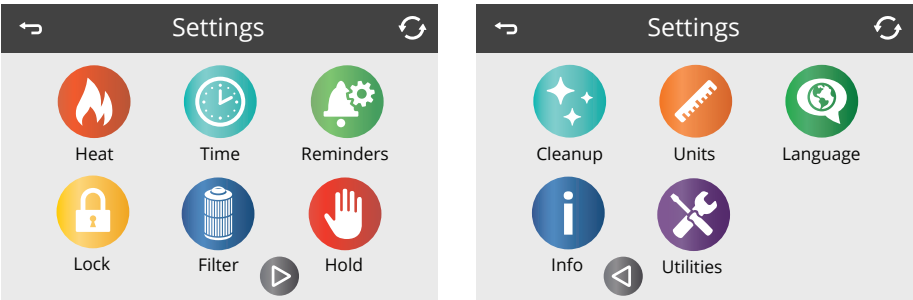 Settings
Heat Time Reminders
Lock Filter Hold
Settings
Cleanup Units Language
Info Utilities